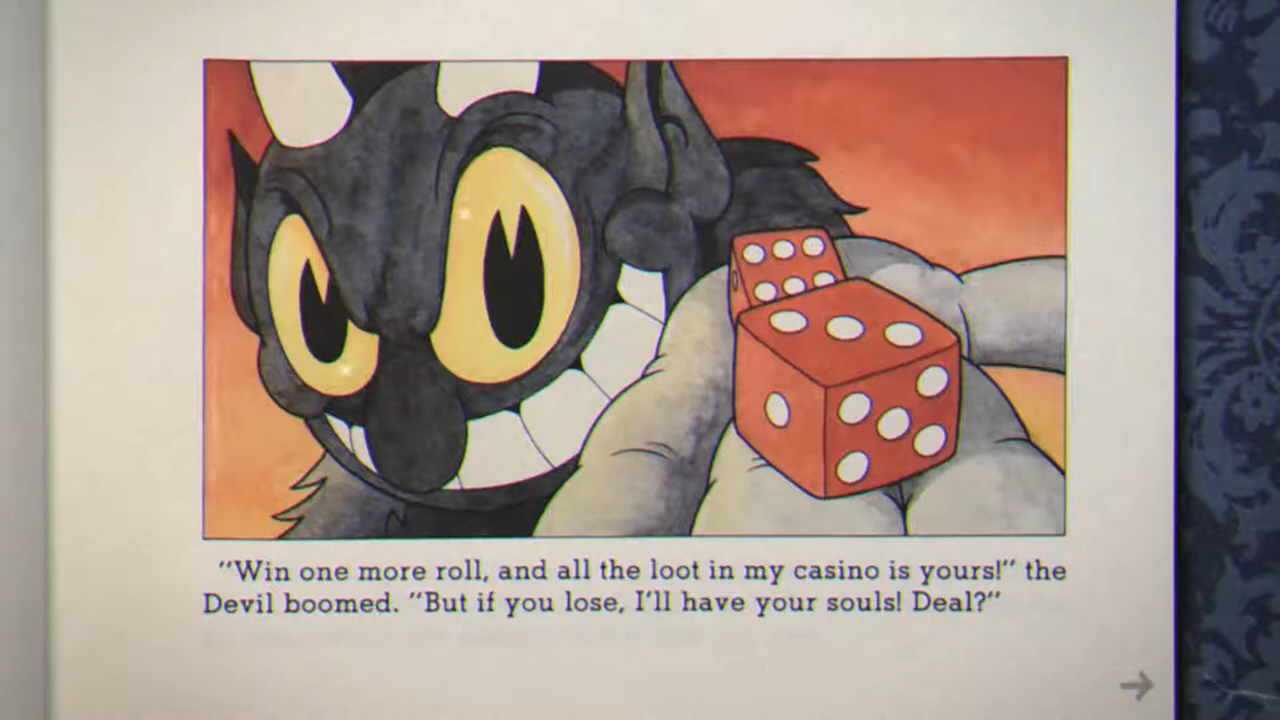 "Win one more roll, and all the loot in my casino is yours!" the
Devil boomed. "But if you lose, I'll have your souls! Deal?"